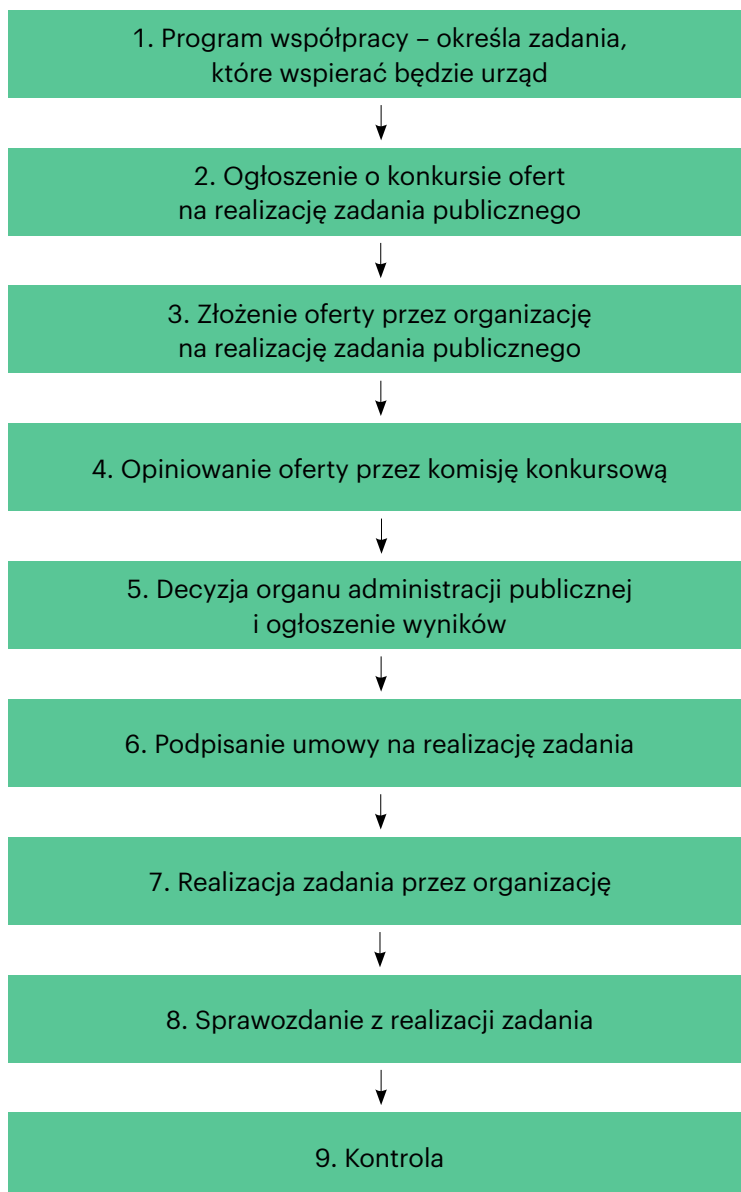 1. Program współpracy – określa zadania,
które wspierać będzie urząd
2. Ogłoszenie o konkursie ofert
na realizację zadania publicznego
3. Złożenie oferty przez organizację
na realizację zadania publicznego
4. Opiniowanie oferty przez komisję konkursową
5. Decyzja organu administracji publicznej
i ogłoszenie wyników
6. Podpisanie umowy na realizację zadania
7. Realizacja zadania przez organizację
8. Sprawozdanie z realizacji zadania
9. Kontrola